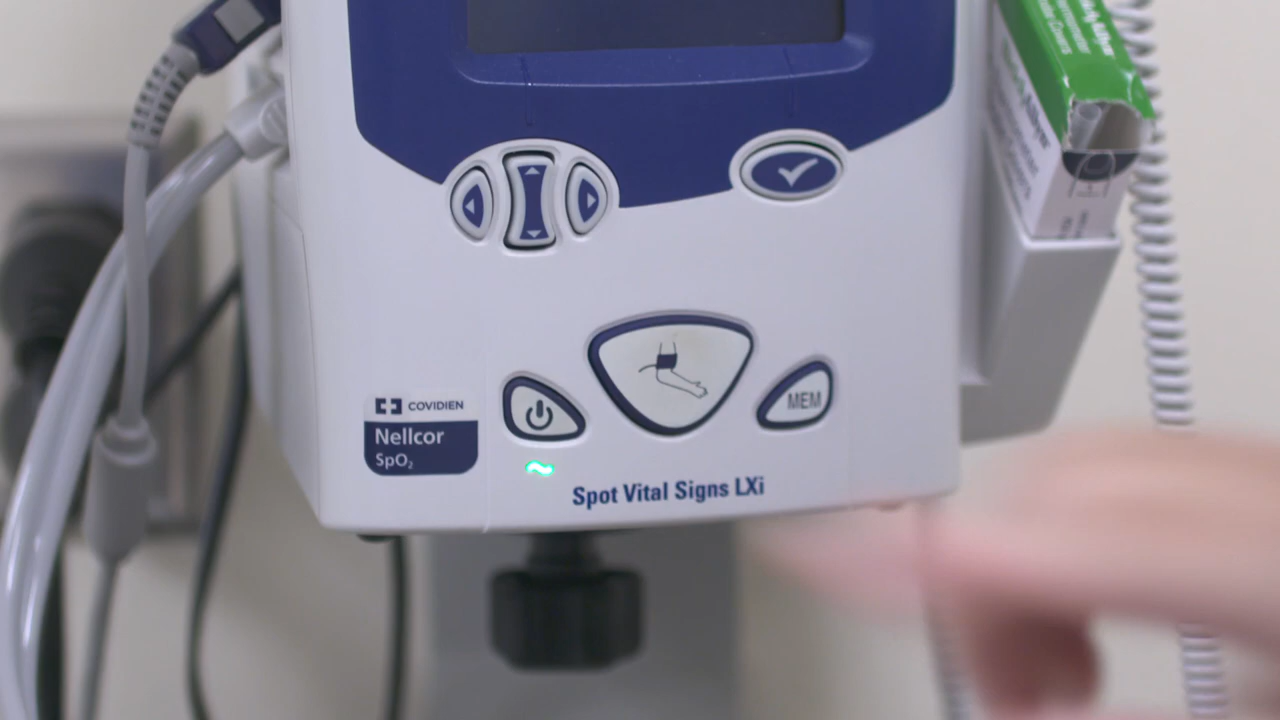 MEM
COVIDIEN
Nellcor
SpO₂
Spot Vital Signs LXi